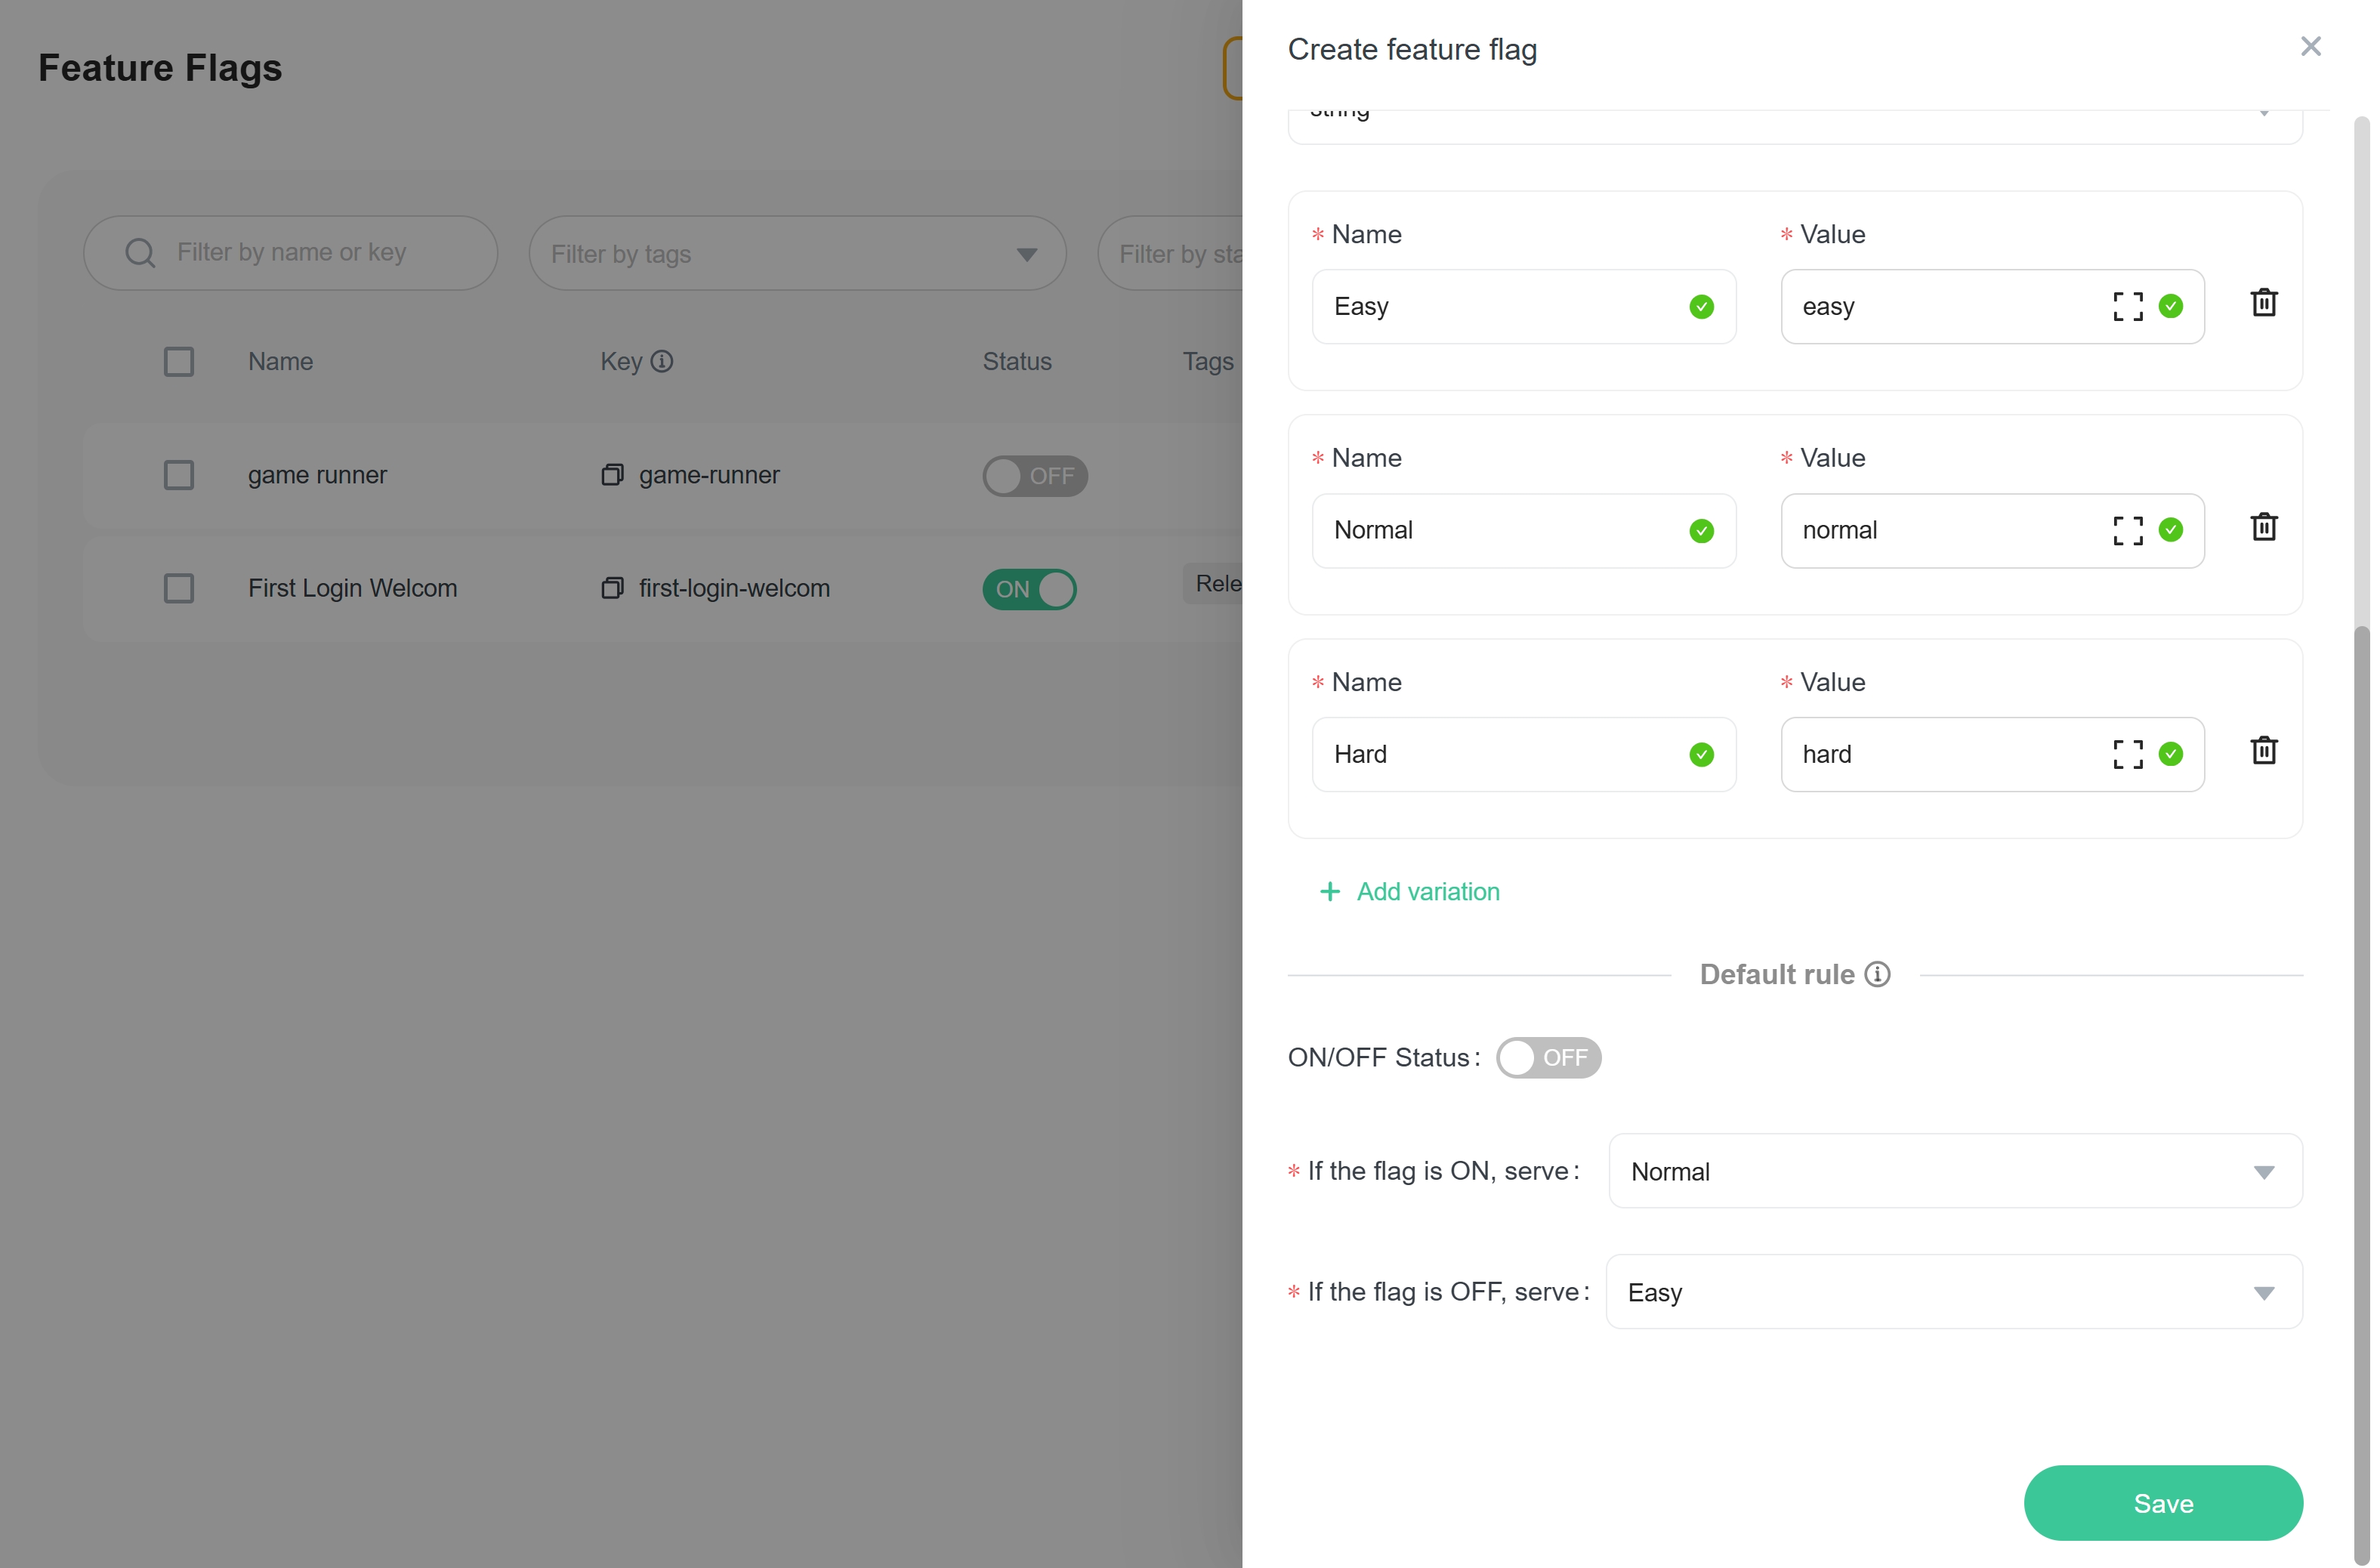 Feature Flags
Filter by name or key
Filter by tags
Filter by sta
Name Key Status Tags
game runner game-runner OFF
First Login Welcom first-login-welcom ON Rele
Create feature flag
string
* Name * Value
Easy easy
* Name * Value
Normal normal
* Name * Value
Hard hard
+ Add variation
Default rule
ON/OFF Status: OFF
* If the flag is ON, serve: Normal
* If the flag is OFF, serve: Easy
Save